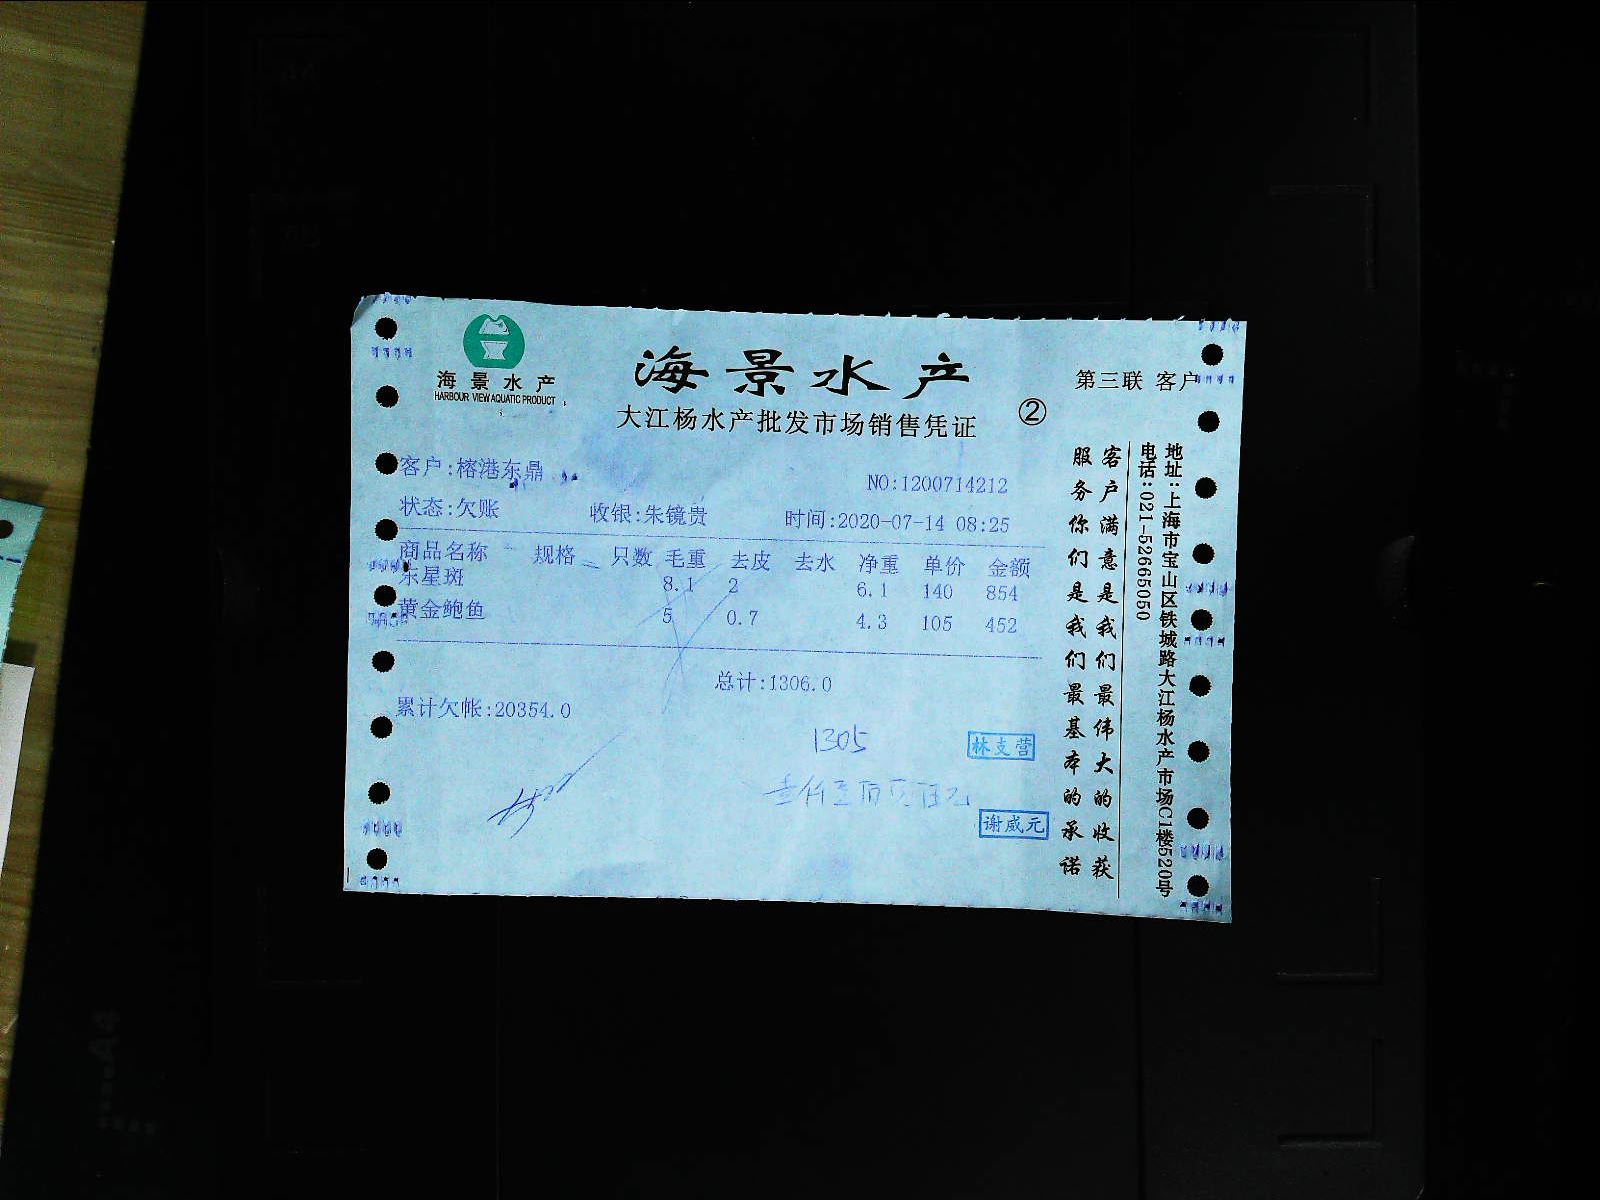 海景水产
HARBOUR VIEW AQUATIC PRODUCT
海景水产
大江杨水产批发市场销售凭证
②
第三联 客户
客户:榕港东鼎
NO:1200714212
状态:欠账 收银:朱镜贵 时间:2020-07-14 08:25
商品名称 规格 只数 毛重 去皮 去水 净重 单价 金额
东星斑 8.1 2 6.1 140 854
黄金鲍鱼 5 0.7 4.3 105 452
总计:1306.0
累计欠帐:20354.0
1305
林支营
谢威元
客户满意是我们最伟大的收获
服务你们是我们最基本的承诺
地址:上海市宝山区铁城路大江杨水产市场C1楼520号
电话:021-52665050
A4